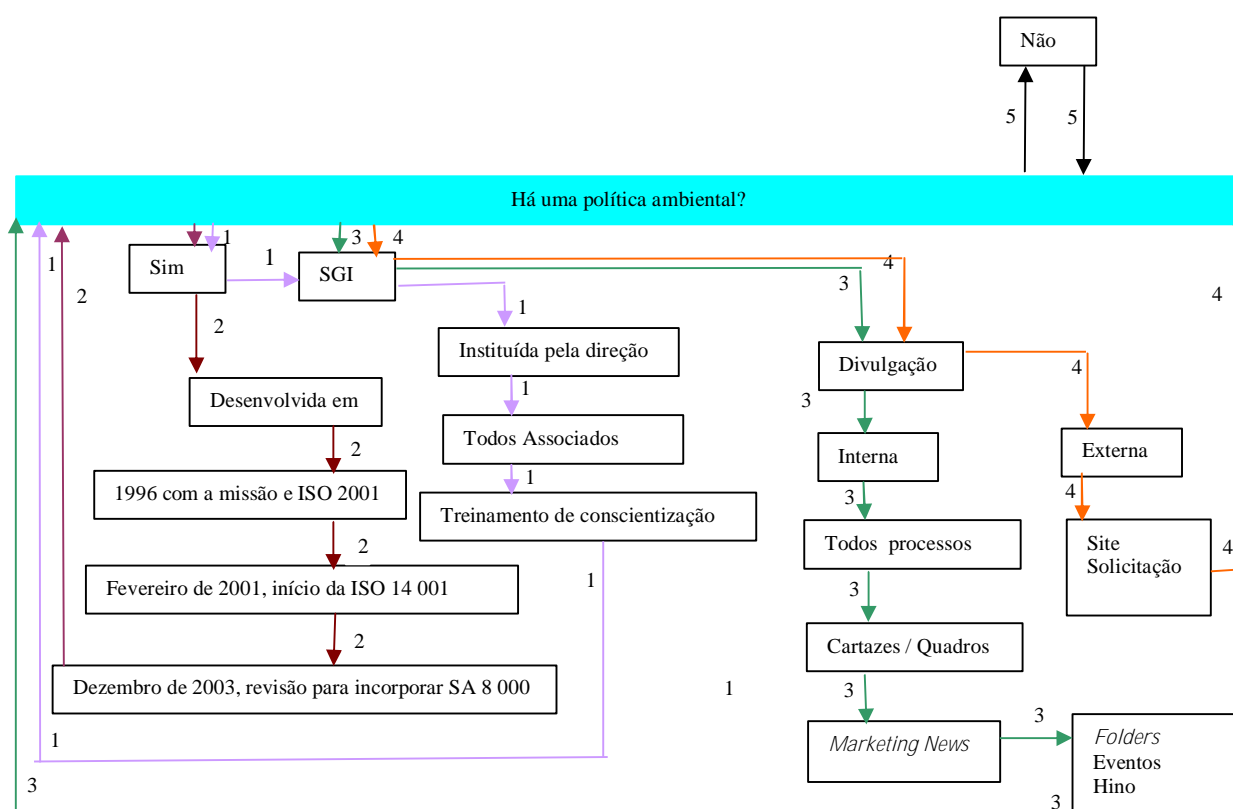 Não
5
5
Há uma política ambiental?
1
3
4
1
Sim
1
SGI
4
3
4
2
2
1
Instituída pela direção
Divulgação
4
1
3
Desenvolvida em
2
Todos Associados
Interna
Externa
1
3
4
1996 com a missão e ISO 2001
Treinamento de conscientização
Todos processos
Site
Solicitação
4
2
1
3
Fevereiro de 2001, início da ISO 14 001
2
Cartazes / Quadros
Dezembro de 2003, revisão para incorporar SA 8 000
1
3
3
1
Marketing News
Folders
Eventos
Hino
3
3